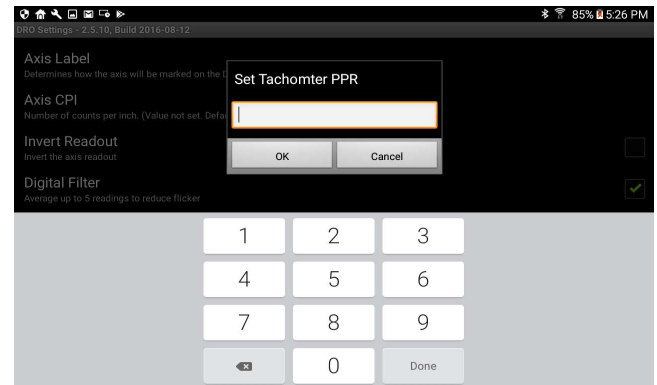 85% 5:26 PM
DRO Settings - 2.5.10, Build 2016-08-12
Axis Label
Determines how the axis will be marked on the
Set Tachomter PPR
Axis CPI
Number of counts per inch. (Value not set.
Invert Readout
Invert the axis readout
OK
Cancel
Digital Filter
Average up to 5 readings to reduce flicker
1
2
3
4
5
6
7
8
9
0
Done